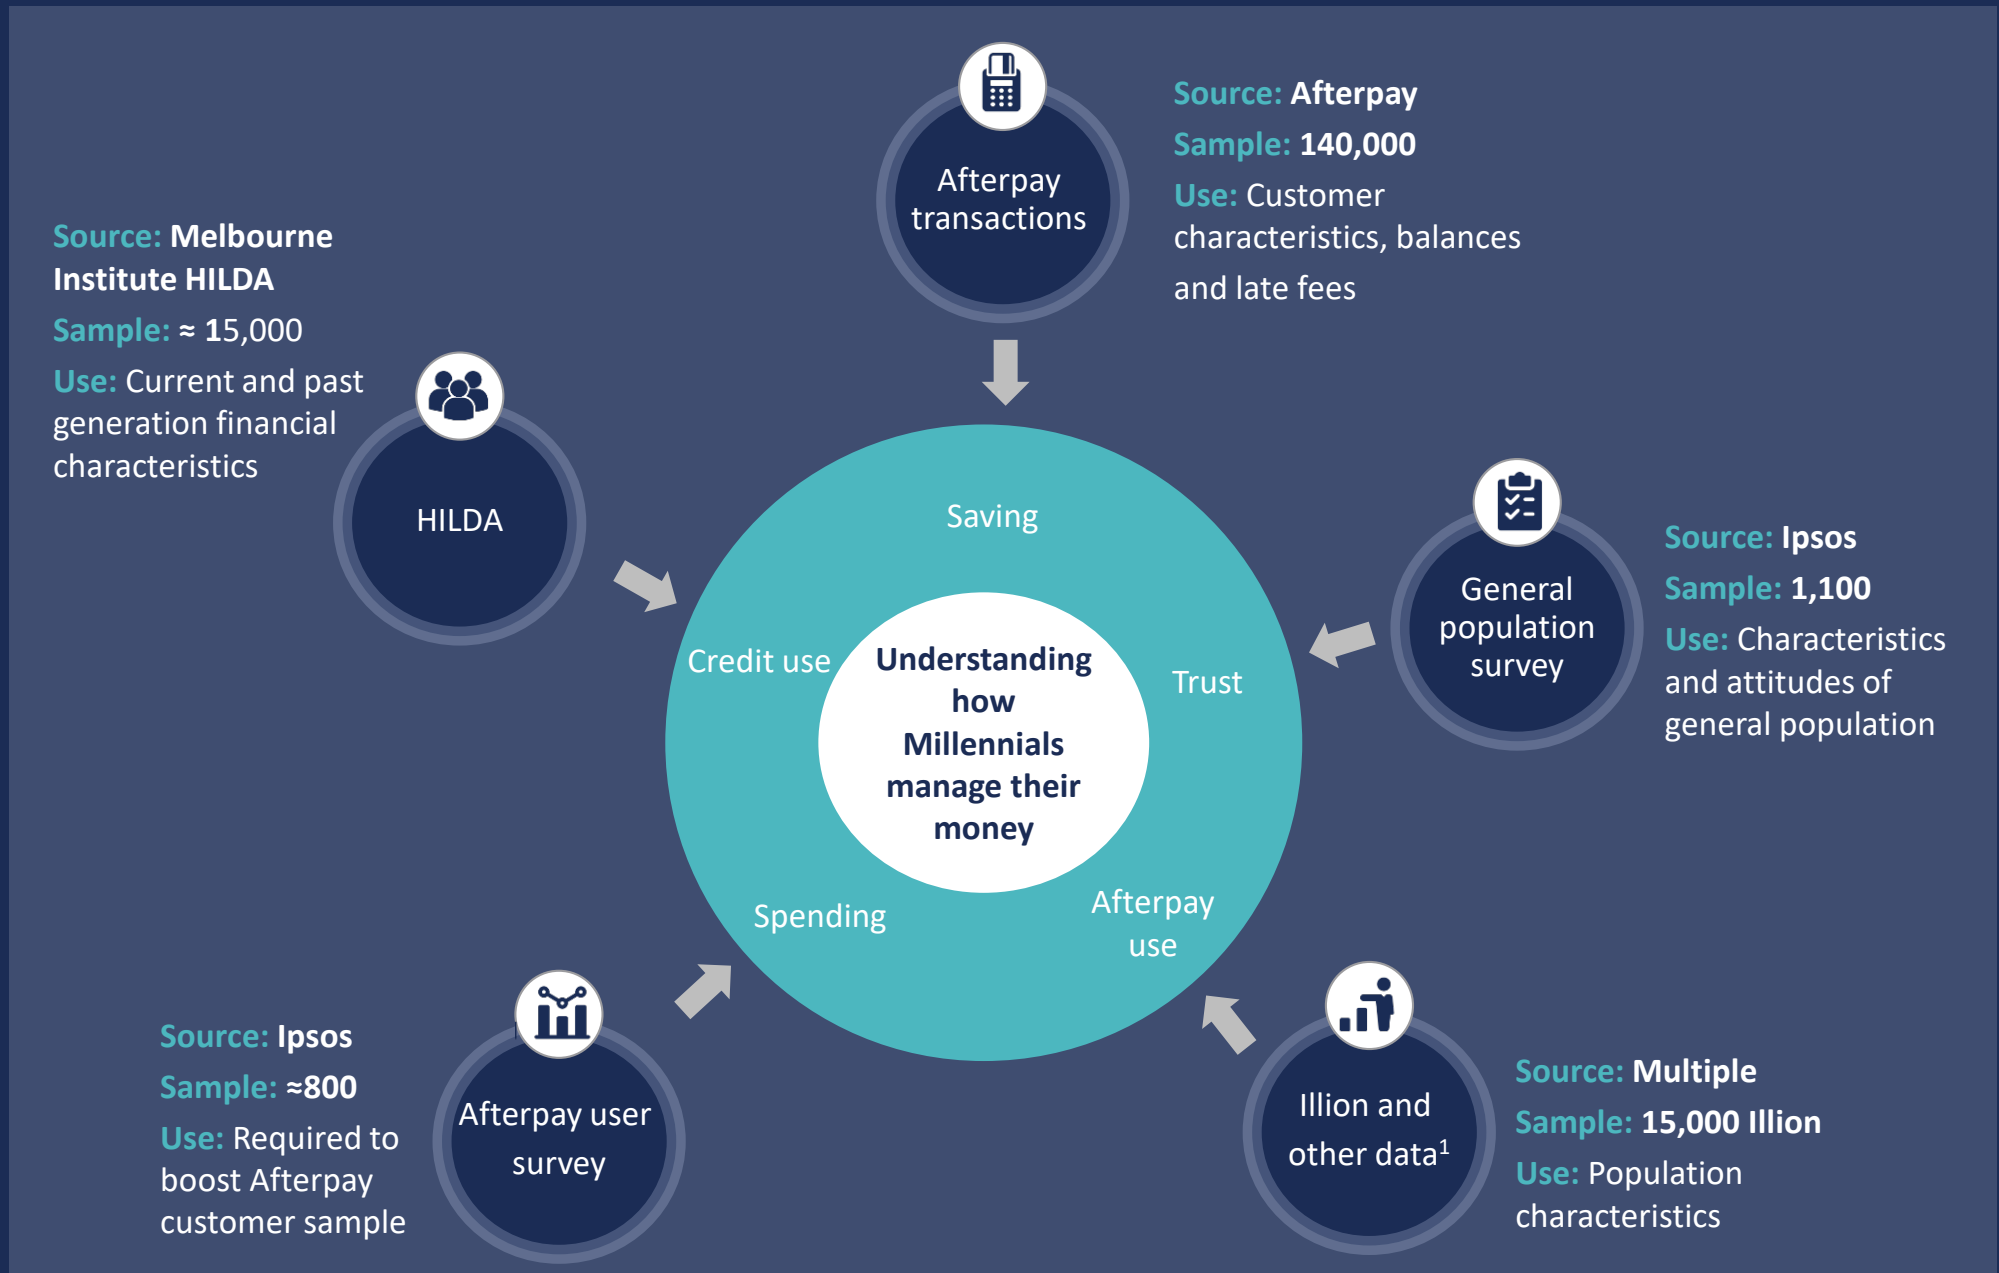 Afterpay
transactions
Source: Afterpay
Sample: 140,000
Use: Customer
characteristics, balances
and late fees
Source: Melbourne
Institute HILDA
Sample: ≈ 15,000
Use: Current and past
generation financial
characteristics
HILDA
General
population
survey
Source: Ipsos
Sample: 1,100
Use: Characteristics
and attitudes of
general population
Saving
Credit use
Trust
Understanding
how
Millennials
manage their
money
Spending
Afterpay
use
Source: Ipsos
Sample: ≈800
Use: Required to
boost Afterpay
customer sample
Afterpay user
survey
Illion and
other data¹
Source: Multiple
Sample: 15,000 Illion
Use: Population
characteristics